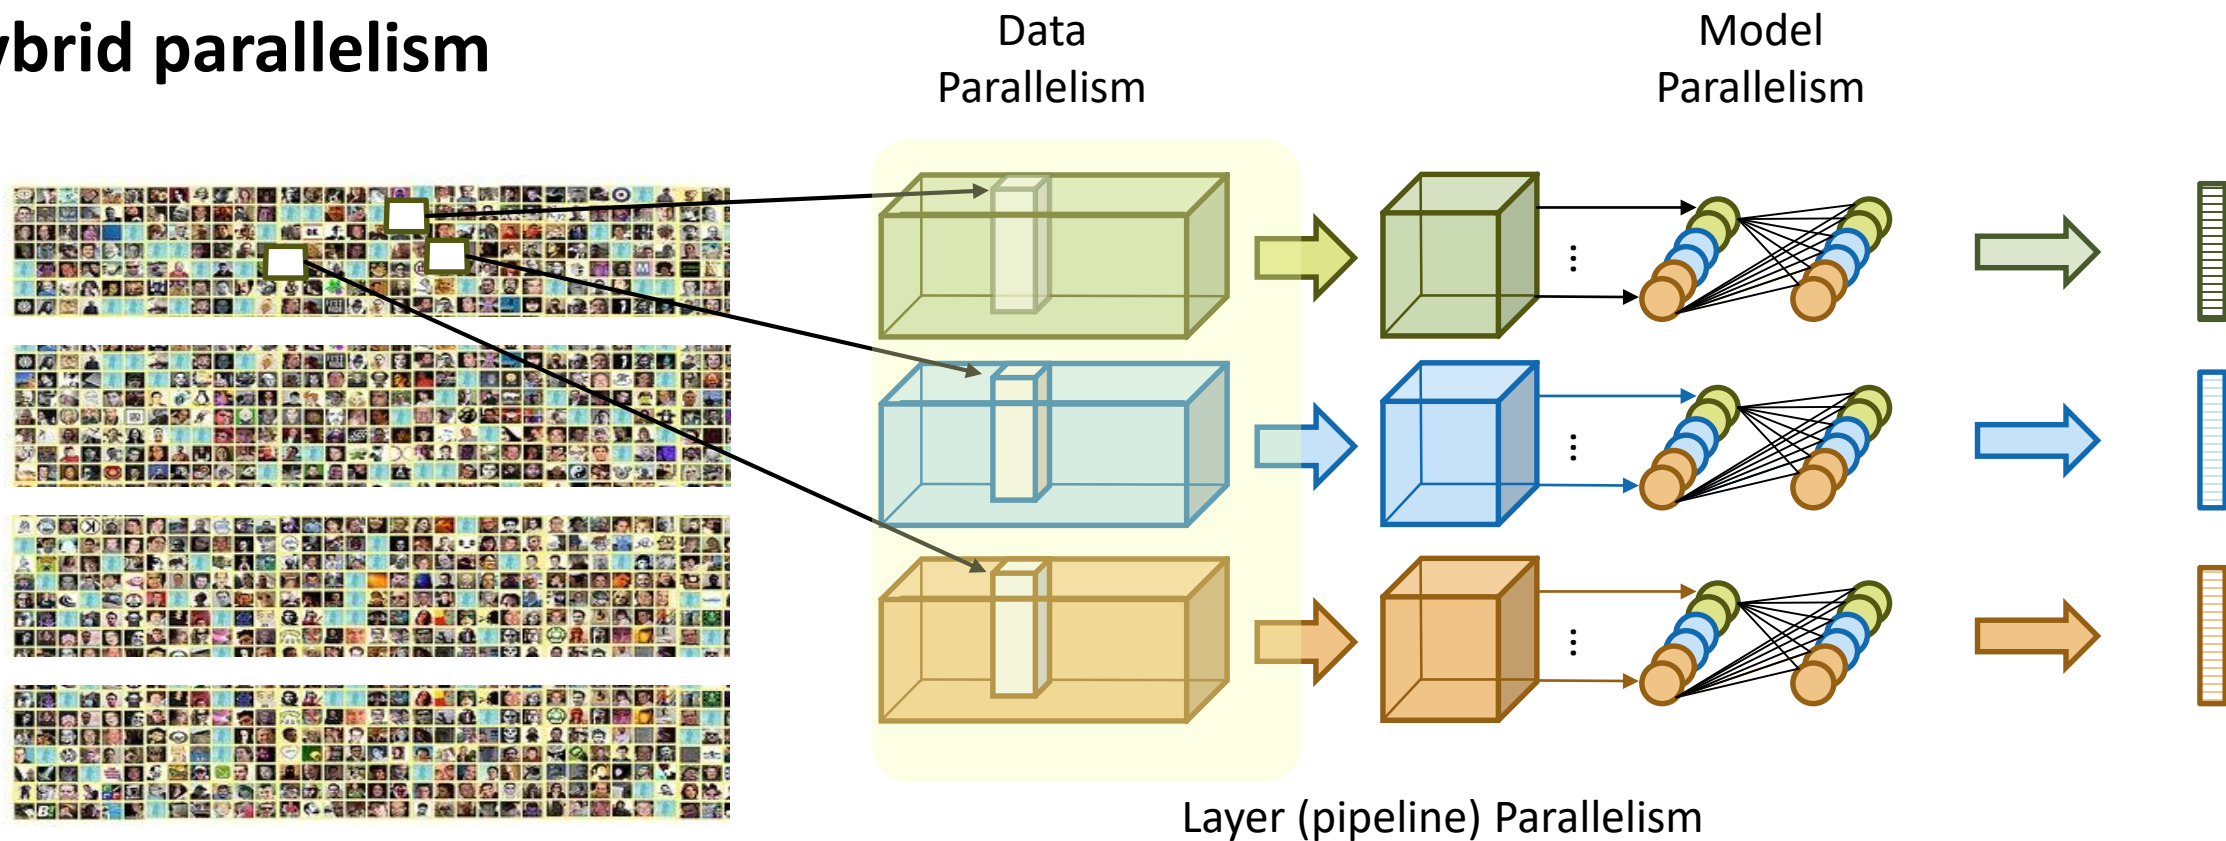 ybrid parallelism
Data
Parallelism
Model
Parallelism
...
...
...
Layer (pipeline) Parallelism